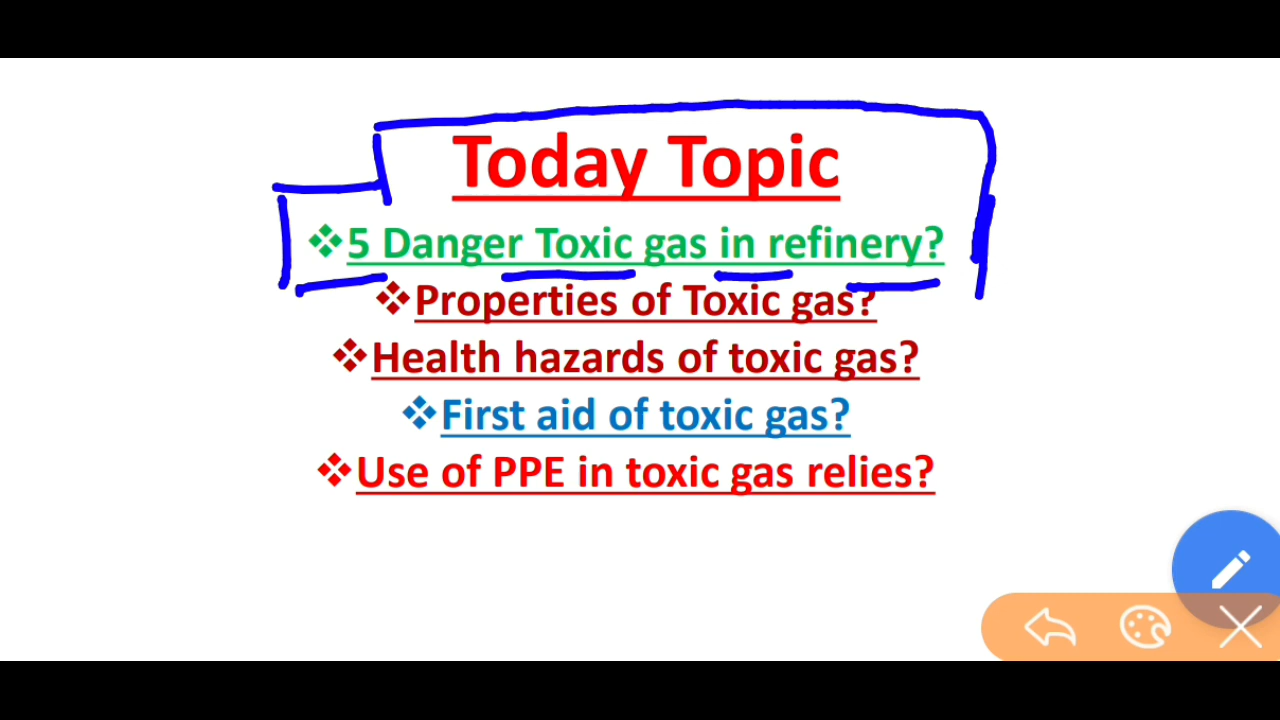 Today Topic
❖5 Danger Toxic gas in refinery?
❖Properties of Toxic gas?
❖Health hazards of toxic gas?
❖First aid of toxic gas?
❖Use of PPE in toxic gas relies?